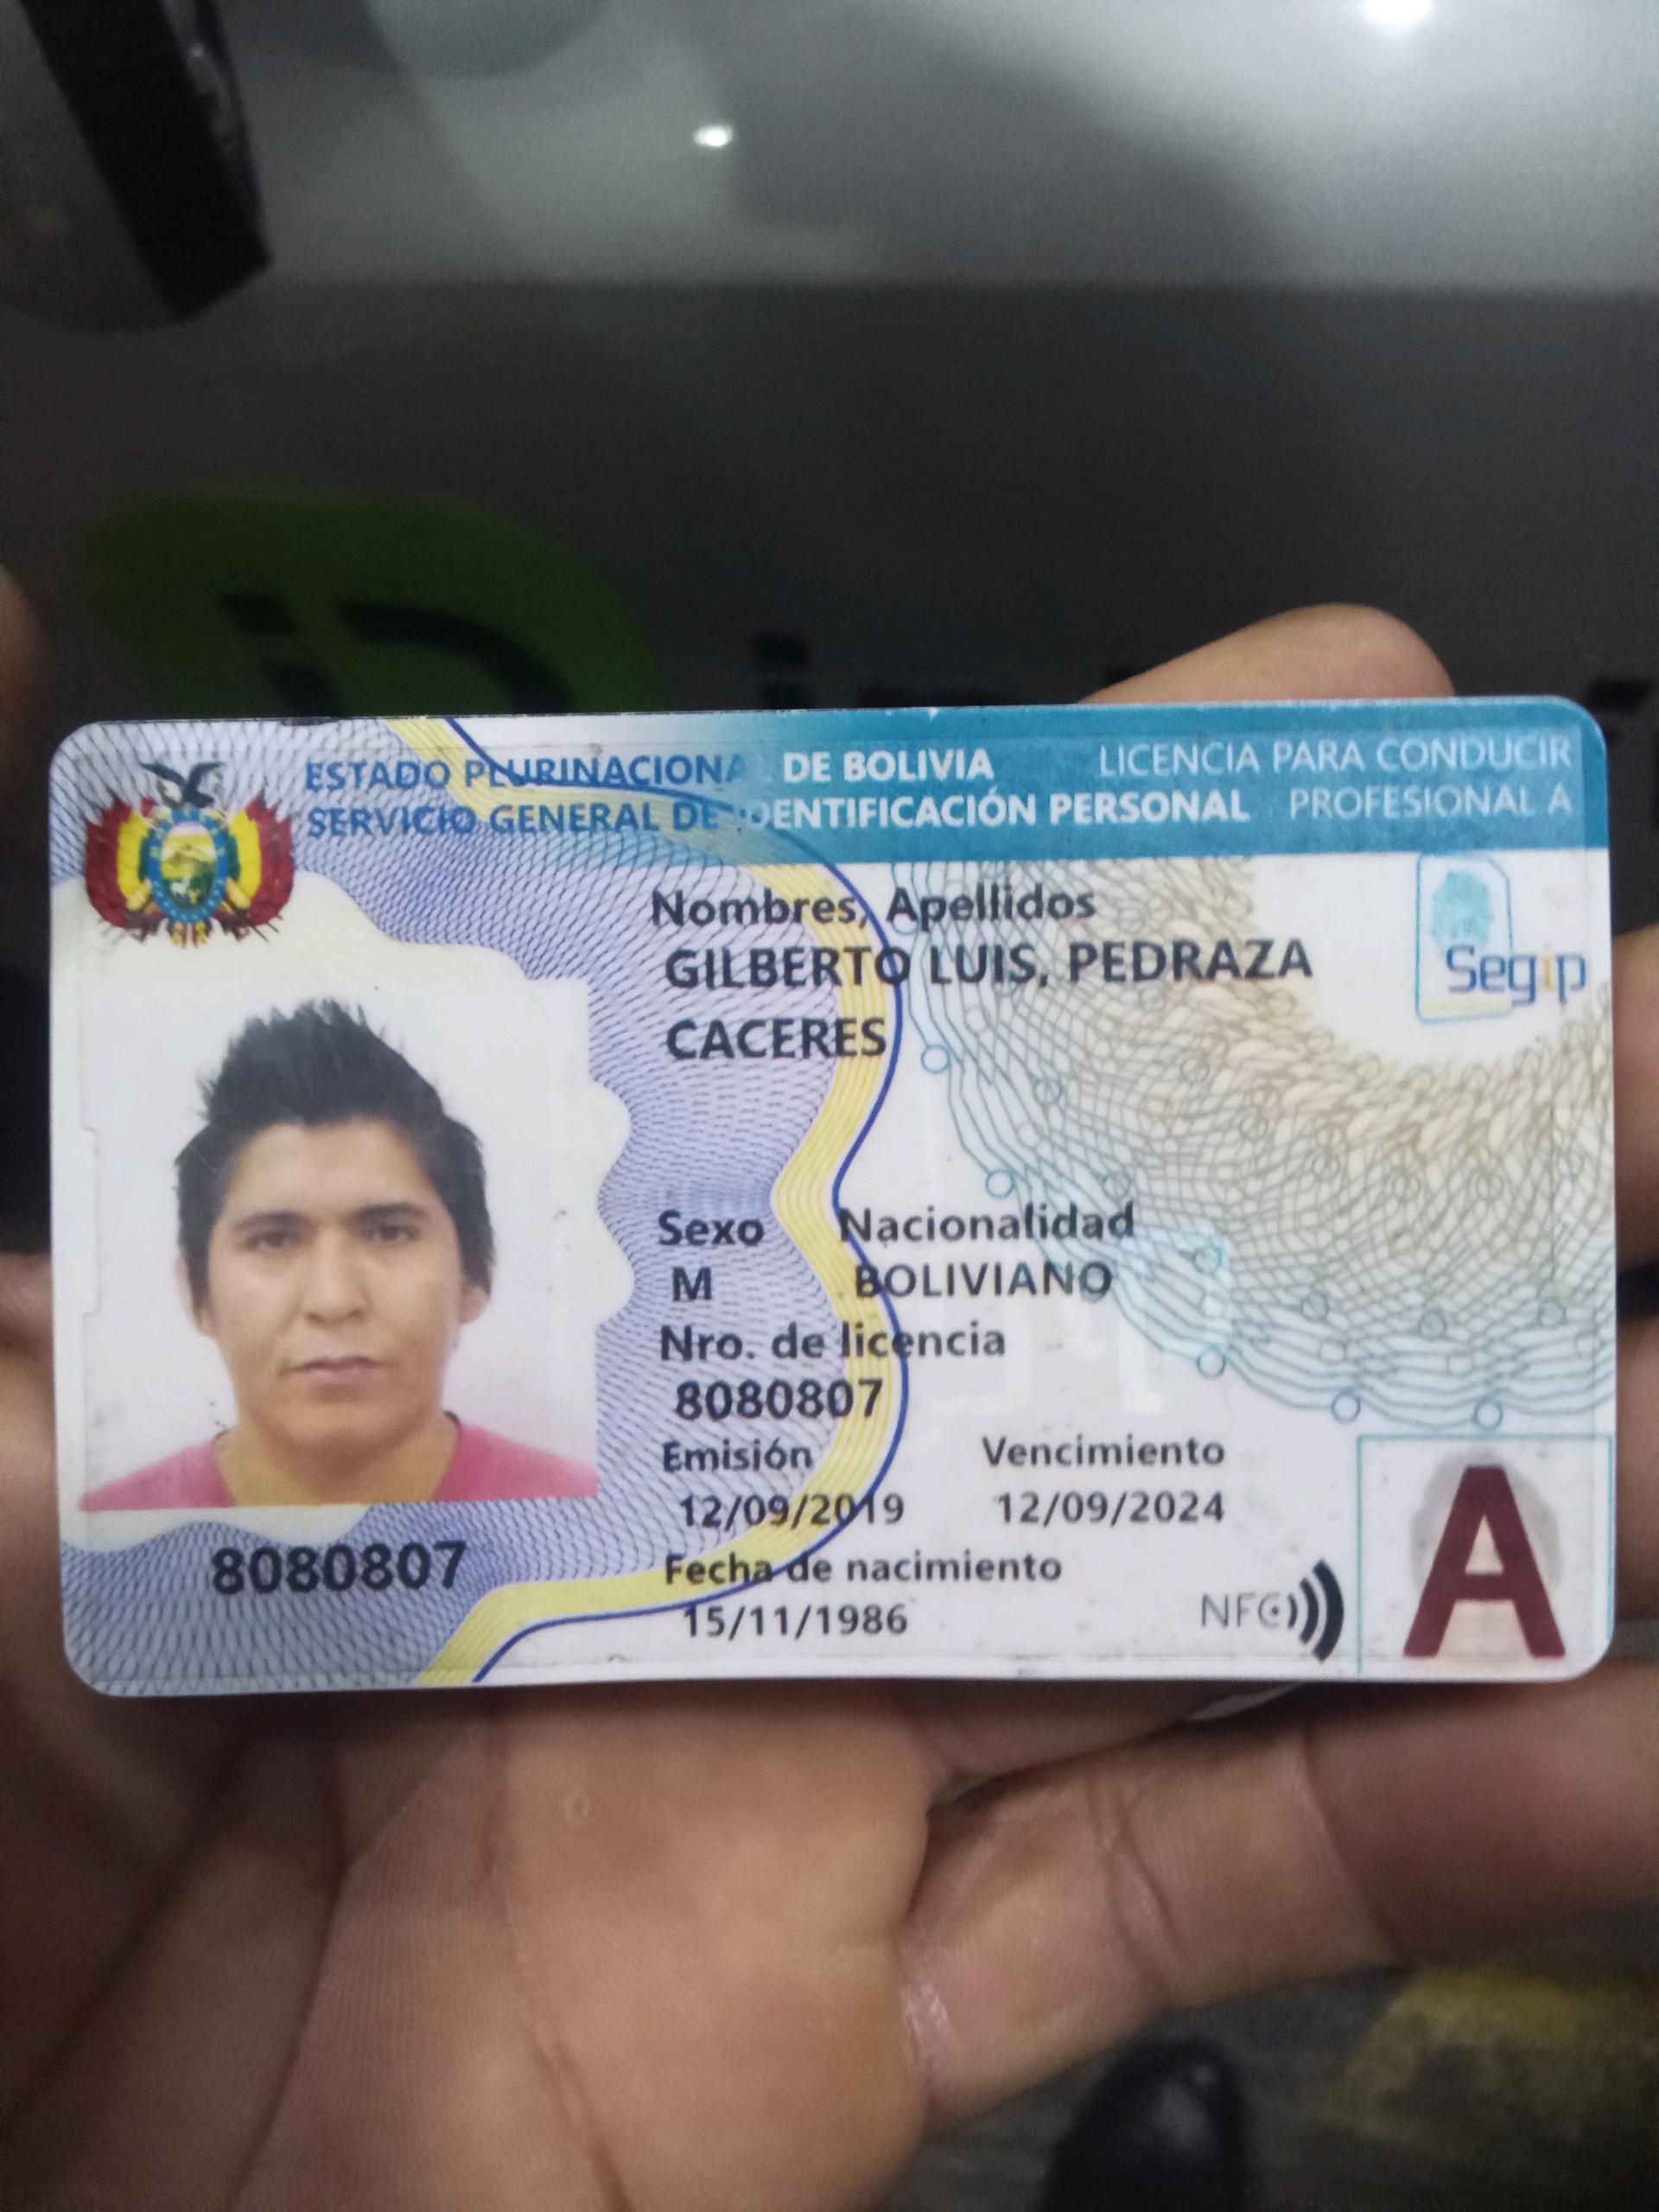 ESTADO PLURINACIONAL DE BOLIVIA
SERVICIO GENERAL DE IDENTIFICACIÓN PERSONAL
LICENCIA PARA CONDUCIR
PROFESIONAL A
Segip
Nombres, Apellidos
GILBERTO LUIS, PEDRAZA
CACERES
Sexo Nacionalidad
M BOLIVIANO
Nro. de licencia
8080807
Emisión Vencimiento
12/09/2019 12/09/2024
Fecha de nacimiento
15/11/1986
8080807
NFC
A